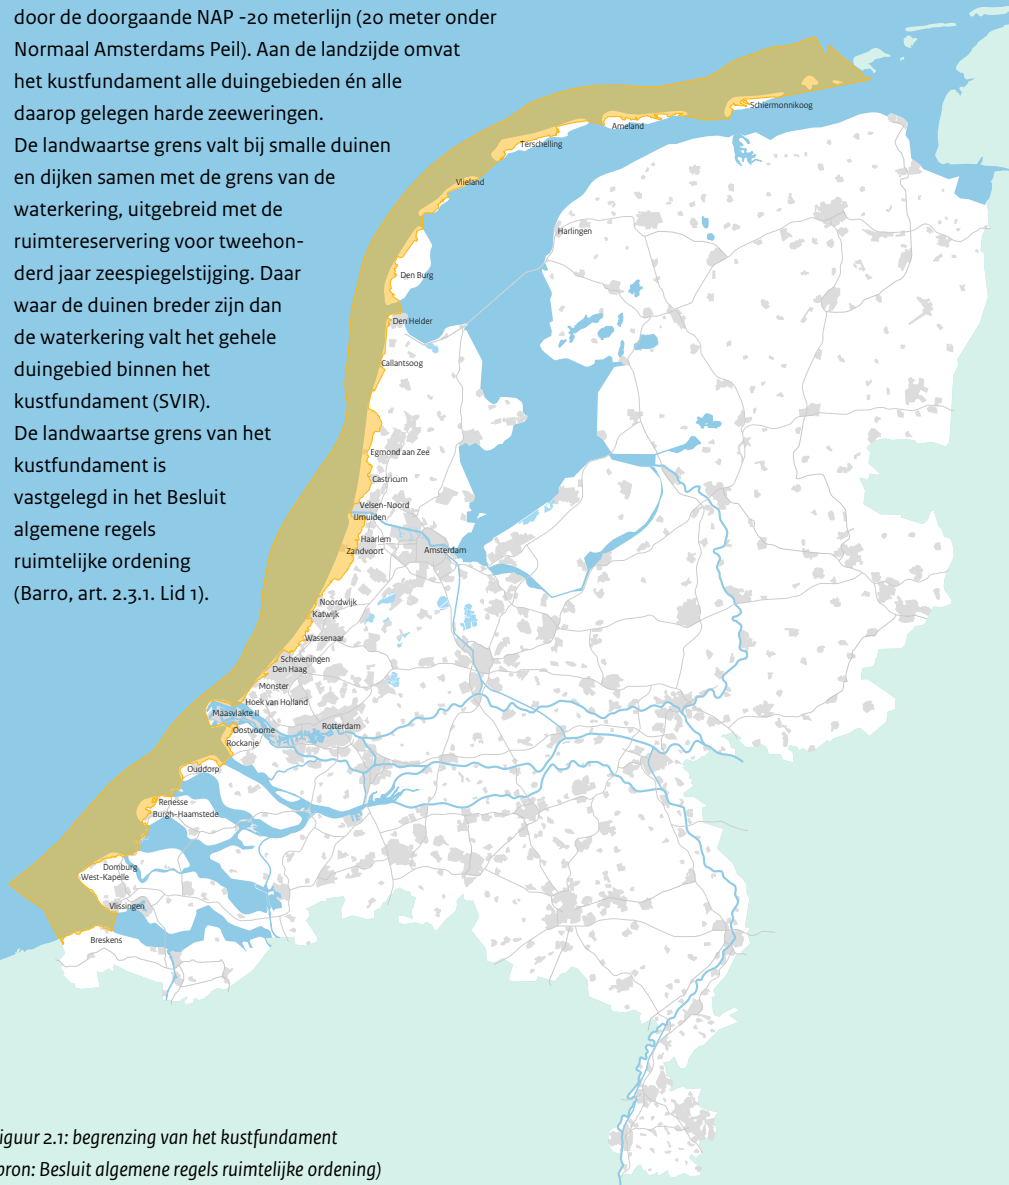 door de doorgaande NAP -20 meterlijn (20 meter onder
Normaal Amsterdams Peil). Aan de landzijde omvat
het kustfundament alle duingebieden én alle
daarop gelegen harde zeeweringen.
De landwaartse grens valt bij smalle duinen
en dijken samen met de grens van de
waterkering, uitgebreid met de
ruimtereservering voor tweehon-
derd jaar zeespiegelstijging. Daar
waar de duinen breder zijn dan
de waterkering valt het gehele
duingebied binnen het
kustfundament (SVIR).
De landwaartse grens van het
kustfundament is
vastgelegd in het Besluit
algemene regels
ruimtelijke ordening
(Barro, art. 2.3.1. Lid 1).
Schiermonnikoog
Ameland
Terschelling
Vlieland
Harlingen
Den Burg
Den Helder
Callantsoog
Egmond aan Zee
Castricum
Velsen-Noord
IJmuiden
Haarlem
Zandvoort
Amsterdam
Noordwijk
Katwijk
Wassenaar
Scheveningen
Den Haag
Monster
Hoek van Holland
Maasvlakte II
Rotterdam
Oostvoorne
Rockanje
Ouddorp
Renesse
Burgh-Haamstede
Domburg
West-Kapelle
Vlissingen
Breskens
iguur 2.1: begrenzing van het kustfundament
bron: Besluit algemene regels ruimtelijke ordening)